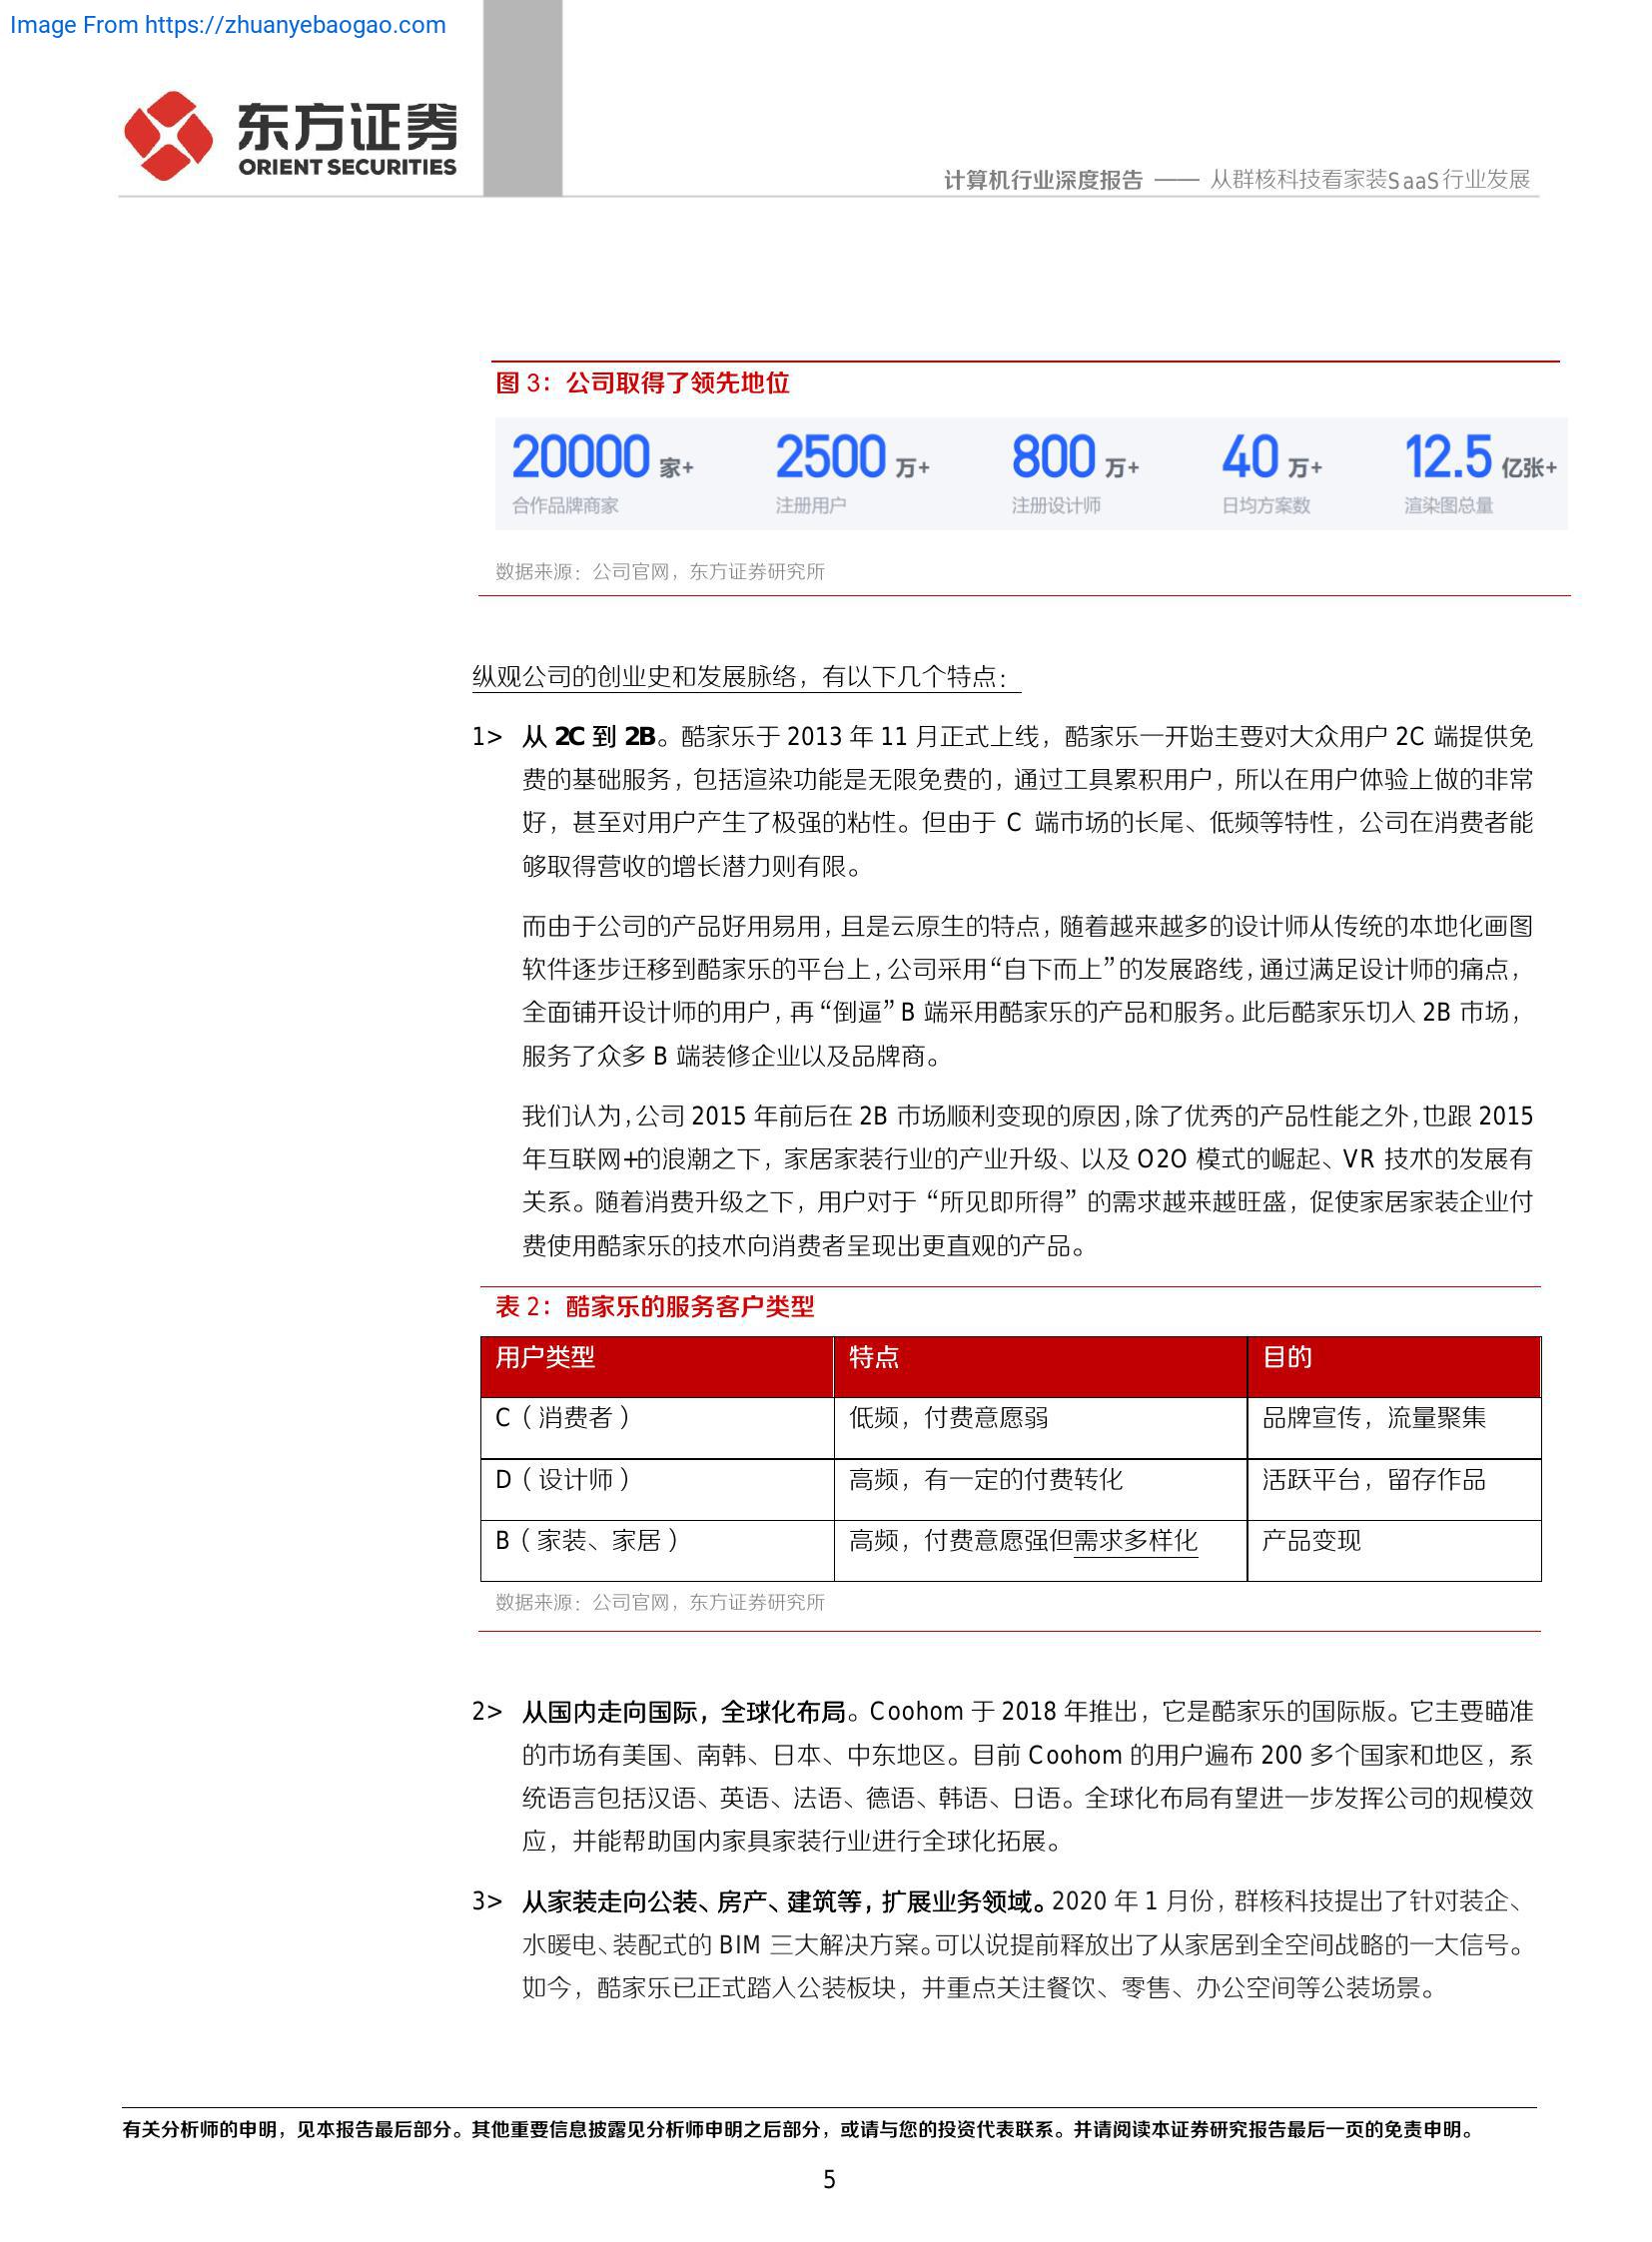 Image From https://zhuanyebaogao.com
东方证券
ORIENT SECURITIES
计算机行业深度报告 —— 从群核科技看家装SaaS行业发展
图 3：公司取得了领先地位
20000 家+ 2500 万+ 800 万+ 40 万+ 12.5 亿张+
合作品牌商家 注册用户 注册设计师 日均方案数 渲染图总量
数据来源：公司官网，东方证券研究所
纵观公司的创业史和发展脉络，有以下几个特点：
1> 从 2C 到 2B。酷家乐于 2013 年 11 月正式上线，酷家乐一开始主要对大众用户 2C 端提供免
费的基础服务，包括渲染功能是无限免费的，通过工具累积用户，所以在用户体验上做的非常
好，甚至对用户产生了极强的粘性。但由于 C 端市场的长尾、低频等特性，公司在消费者能
够取得营收的增长潜力则有限。
而由于公司的产品好用易用，且是云原生的特点，随着越来越多的设计师从传统的本地化画图
软件逐步迁移到酷家乐的平台上，公司采用“自下而上”的发展路线，通过满足设计师的痛点，
全面铺开设计师的用户，再“倒逼”B 端采用酷家乐的产品和服务。此后酷家乐切入 2B 市场，
服务了众多 B 端装修企业以及品牌商。
我们认为，公司 2015 年前后在 2B 市场顺利变现的原因，除了优秀的产品性能之外，也跟 2015
年互联网+的浪潮之下，家居家装行业的产业升级、以及 O2O 模式的崛起、VR 技术的发展有
关系。随着消费升级之下，用户对于“所见即所得”的需求越来越旺盛，促使家居家装企业付
费使用酷家乐的技术向消费者呈现出更直观的产品。
表 2：酷家乐的服务客户类型
用户类型 特点 目的
C（消费者） 低频，付费意愿弱 品牌宣传，流量聚集
D（设计师） 高频，有一定的付费转化 活跃平台，留存作品
B（家装、家居） 高频，付费意愿强但需求多样化 产品变现
数据来源：公司官网，东方证券研究所
2> 从国内走向国际，全球化布局。Coohom 于 2018 年推出，它是酷家乐的国际版。它主要瞄准
的市场有美国、南韩、日本、中东地区。目前 Coohom 的用户遍布 200 多个国家和地区，系
统语言包括汉语、英语、法语、德语、韩语、日语。全球化布局有望进一步发挥公司的规模效
应，并能帮助国内家具家装行业进行全球化拓展。
3> 从家装走向公装、房产、建筑等，扩展业务领域。2020 年 1 月份，群核科技提出了针对装企、
水暖电、装配式的 BIM 三大解决方案。可以说提前释放出了从家居到全空间战略的一大信号。
如今，酷家乐已正式踏入公装板块，并重点关注餐饮、零售、办公空间等公装场景。
有关分析师的申明，见本报告最后部分。其他重要信息披露见分析师申明之后部分，或请与您的投资代表联系。并请阅读本证券研究报告最后一页的免责申明。
5